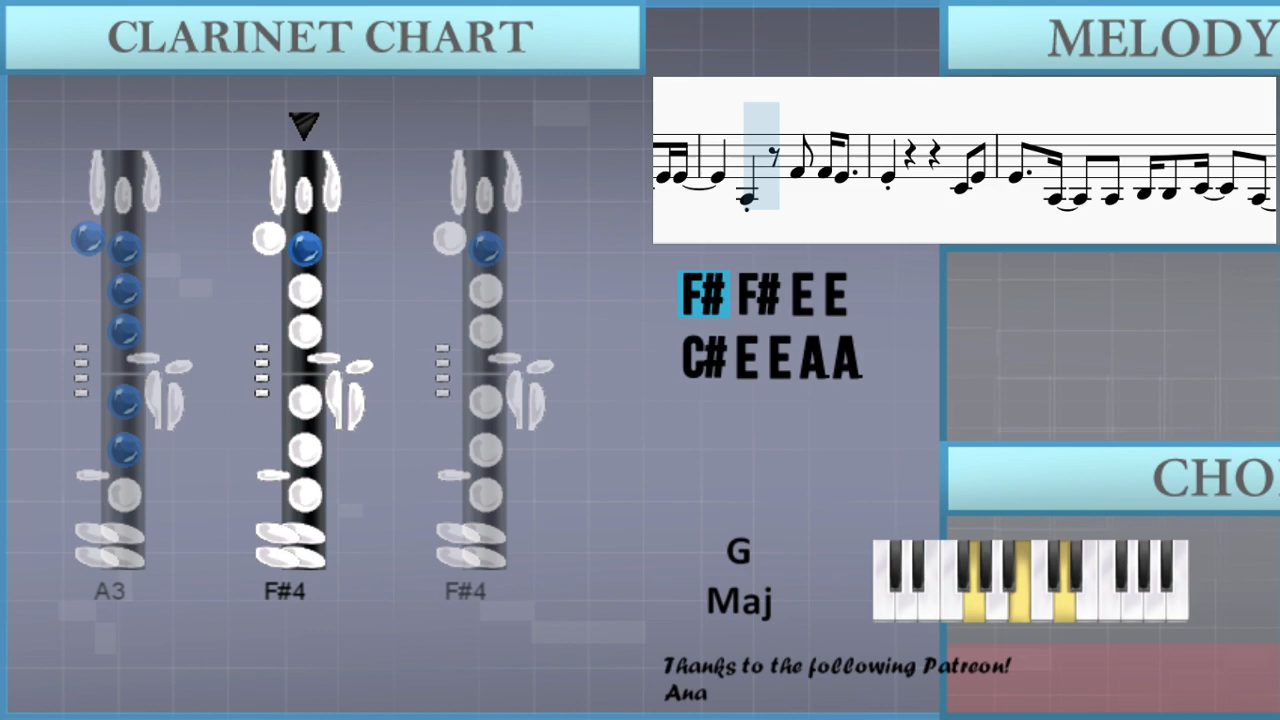 CLARINET CHART
MELODY
F# F# E E
C# E E A A
A3 F#4 F#4
G
Maj
CHO
Thanks to the following Patreon!
Ana